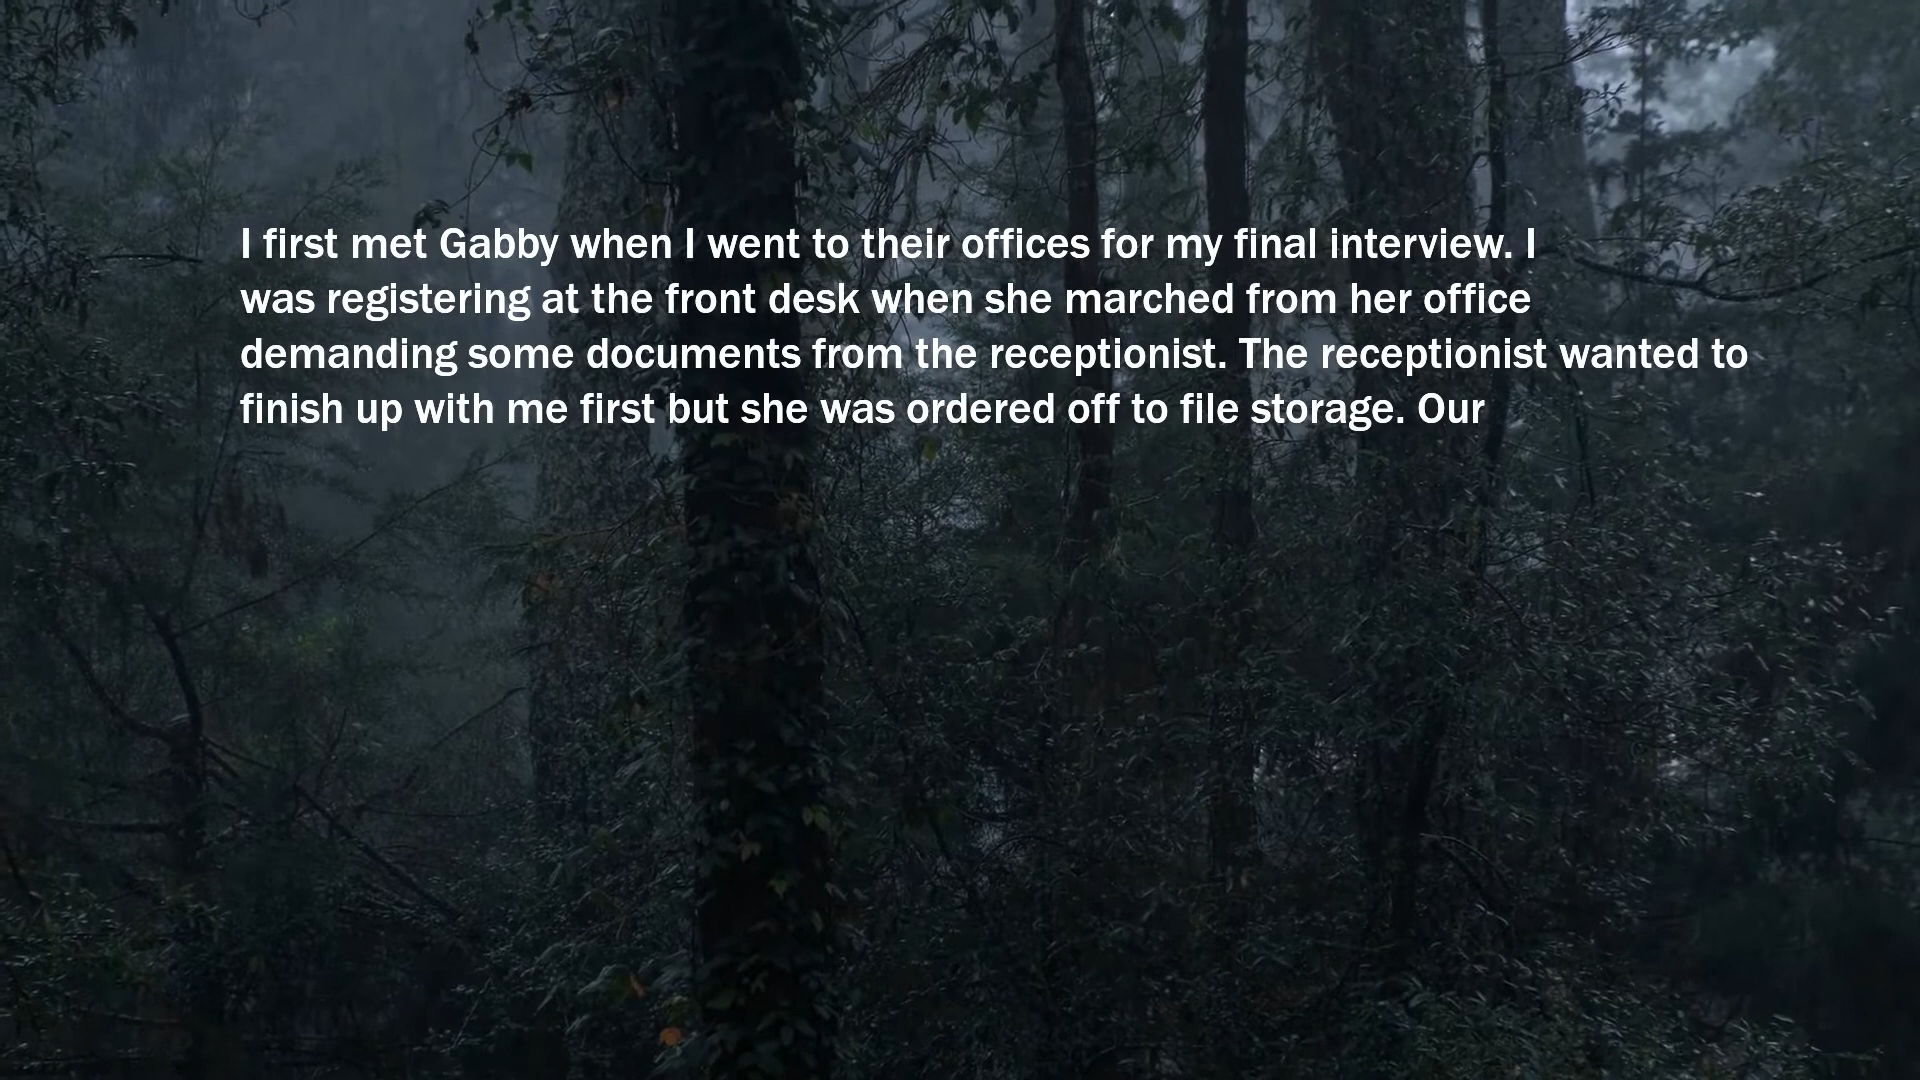 I first met Gabby when I went to their offices for my final interview. I
was registering at the front desk when she marched from her office
demanding some documents from the receptionist. The receptionist wanted to
finish up with me first but she was ordered off to file storage. Our